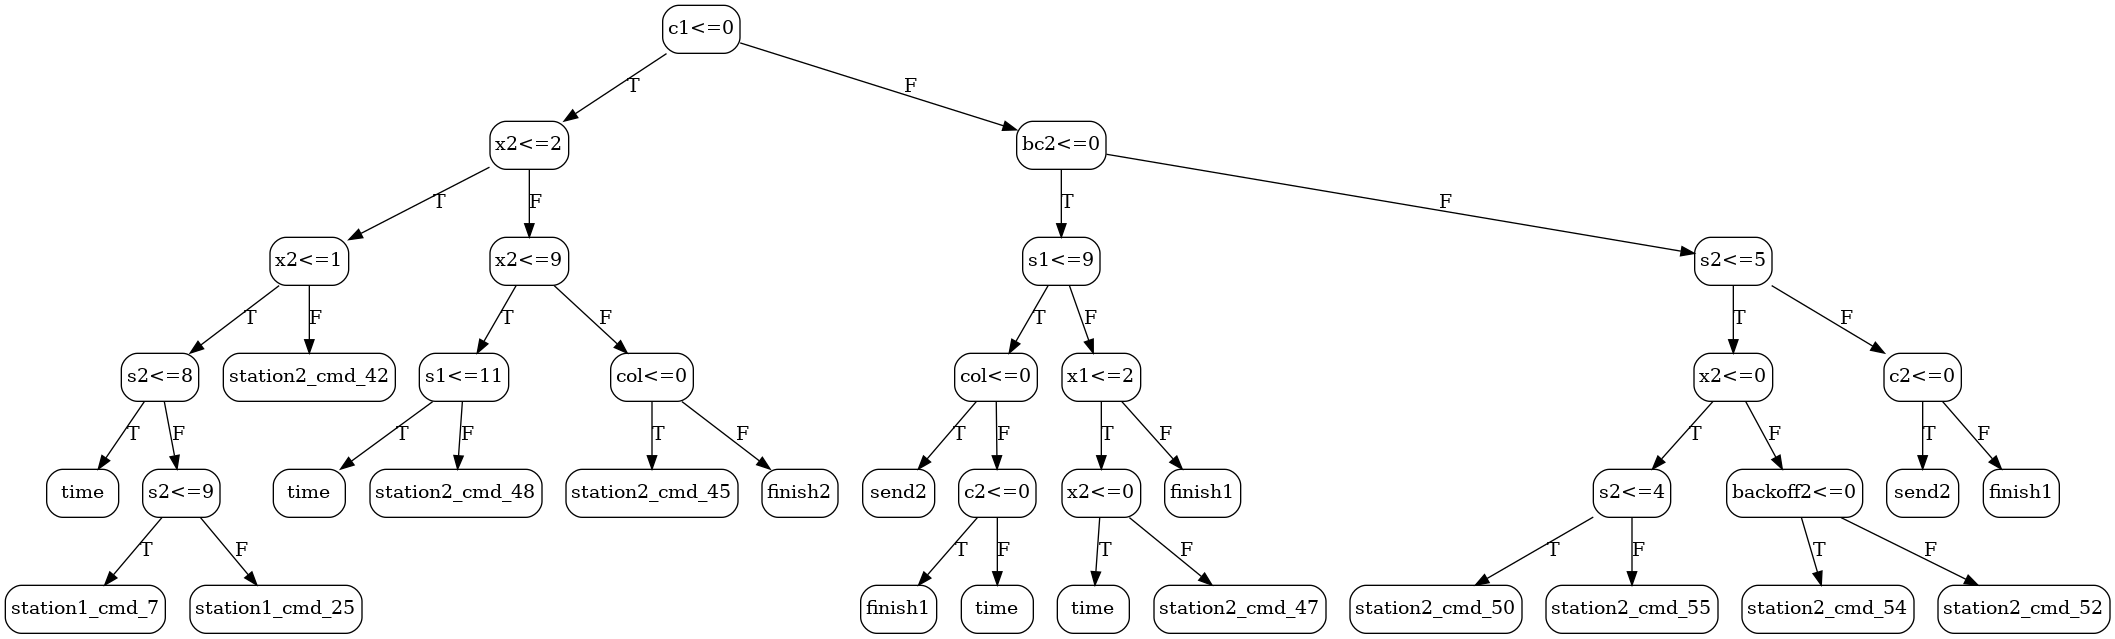 c1<=0
T
F
x2<=2
bc2<=0
T
F
T
F
x2<=1
x2<=9
s1<=9
s2<=5
T
F
T
F
T
F
T
F
s2<=8
station2_cmd_42
s1<=11
col<=0
col<=0
x1<=2
x2<=0
c2<=0
T
F
T
F
T
F
T
F
T
F
T
F
T
F
time
s2<=9
time
station2_cmd_48
station2_cmd_45
finish2
send2
c2<=0
x2<=0
finish1
s2<=4
backoff2<=0
send2
finish1
T
F
T
F
T
F
T
F
T
F
station1_cmd_7
station1_cmd_25
finish1
time
time
station2_cmd_47
station2_cmd_50
station2_cmd_55
station2_cmd_54
station2_cmd_52